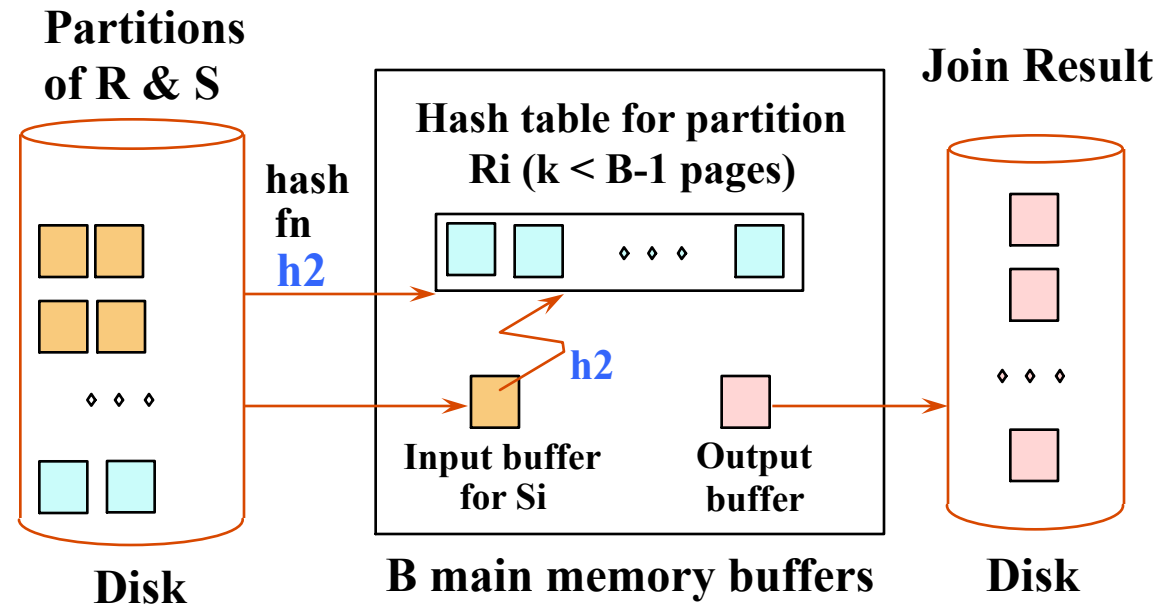 Partitions
of R & S
hash
fn
h2
Hash table for partition
Ri (k < B-1 pages)
h2
Input buffer
for Si
Output
buffer
Join Result
Disk
B main memory buffers
Disk